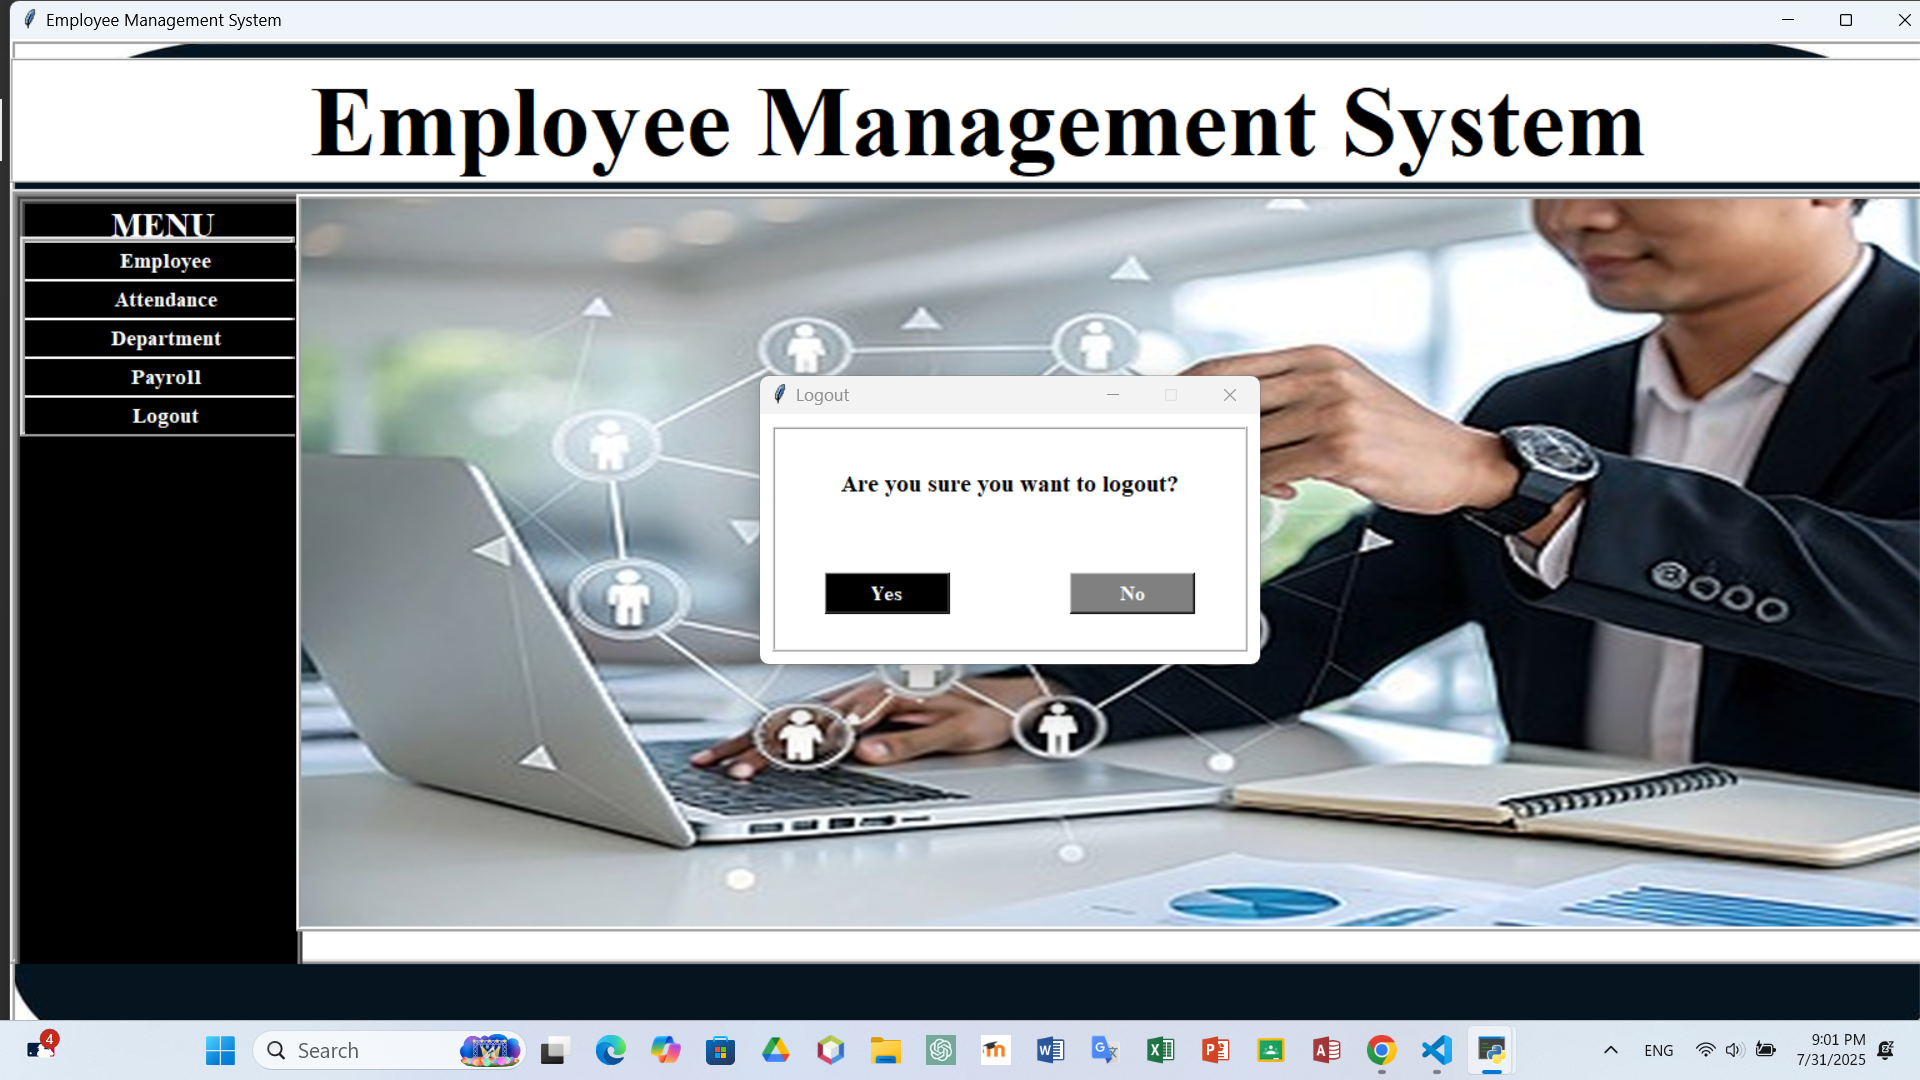 Employee Management System
Employee Management System
MENU
Employee
Attendance
Department
Payroll
Logout
Logout
Are you sure you want to logout?
Yes
No
4
Search
ENG
9:01 PM
7/31/2025